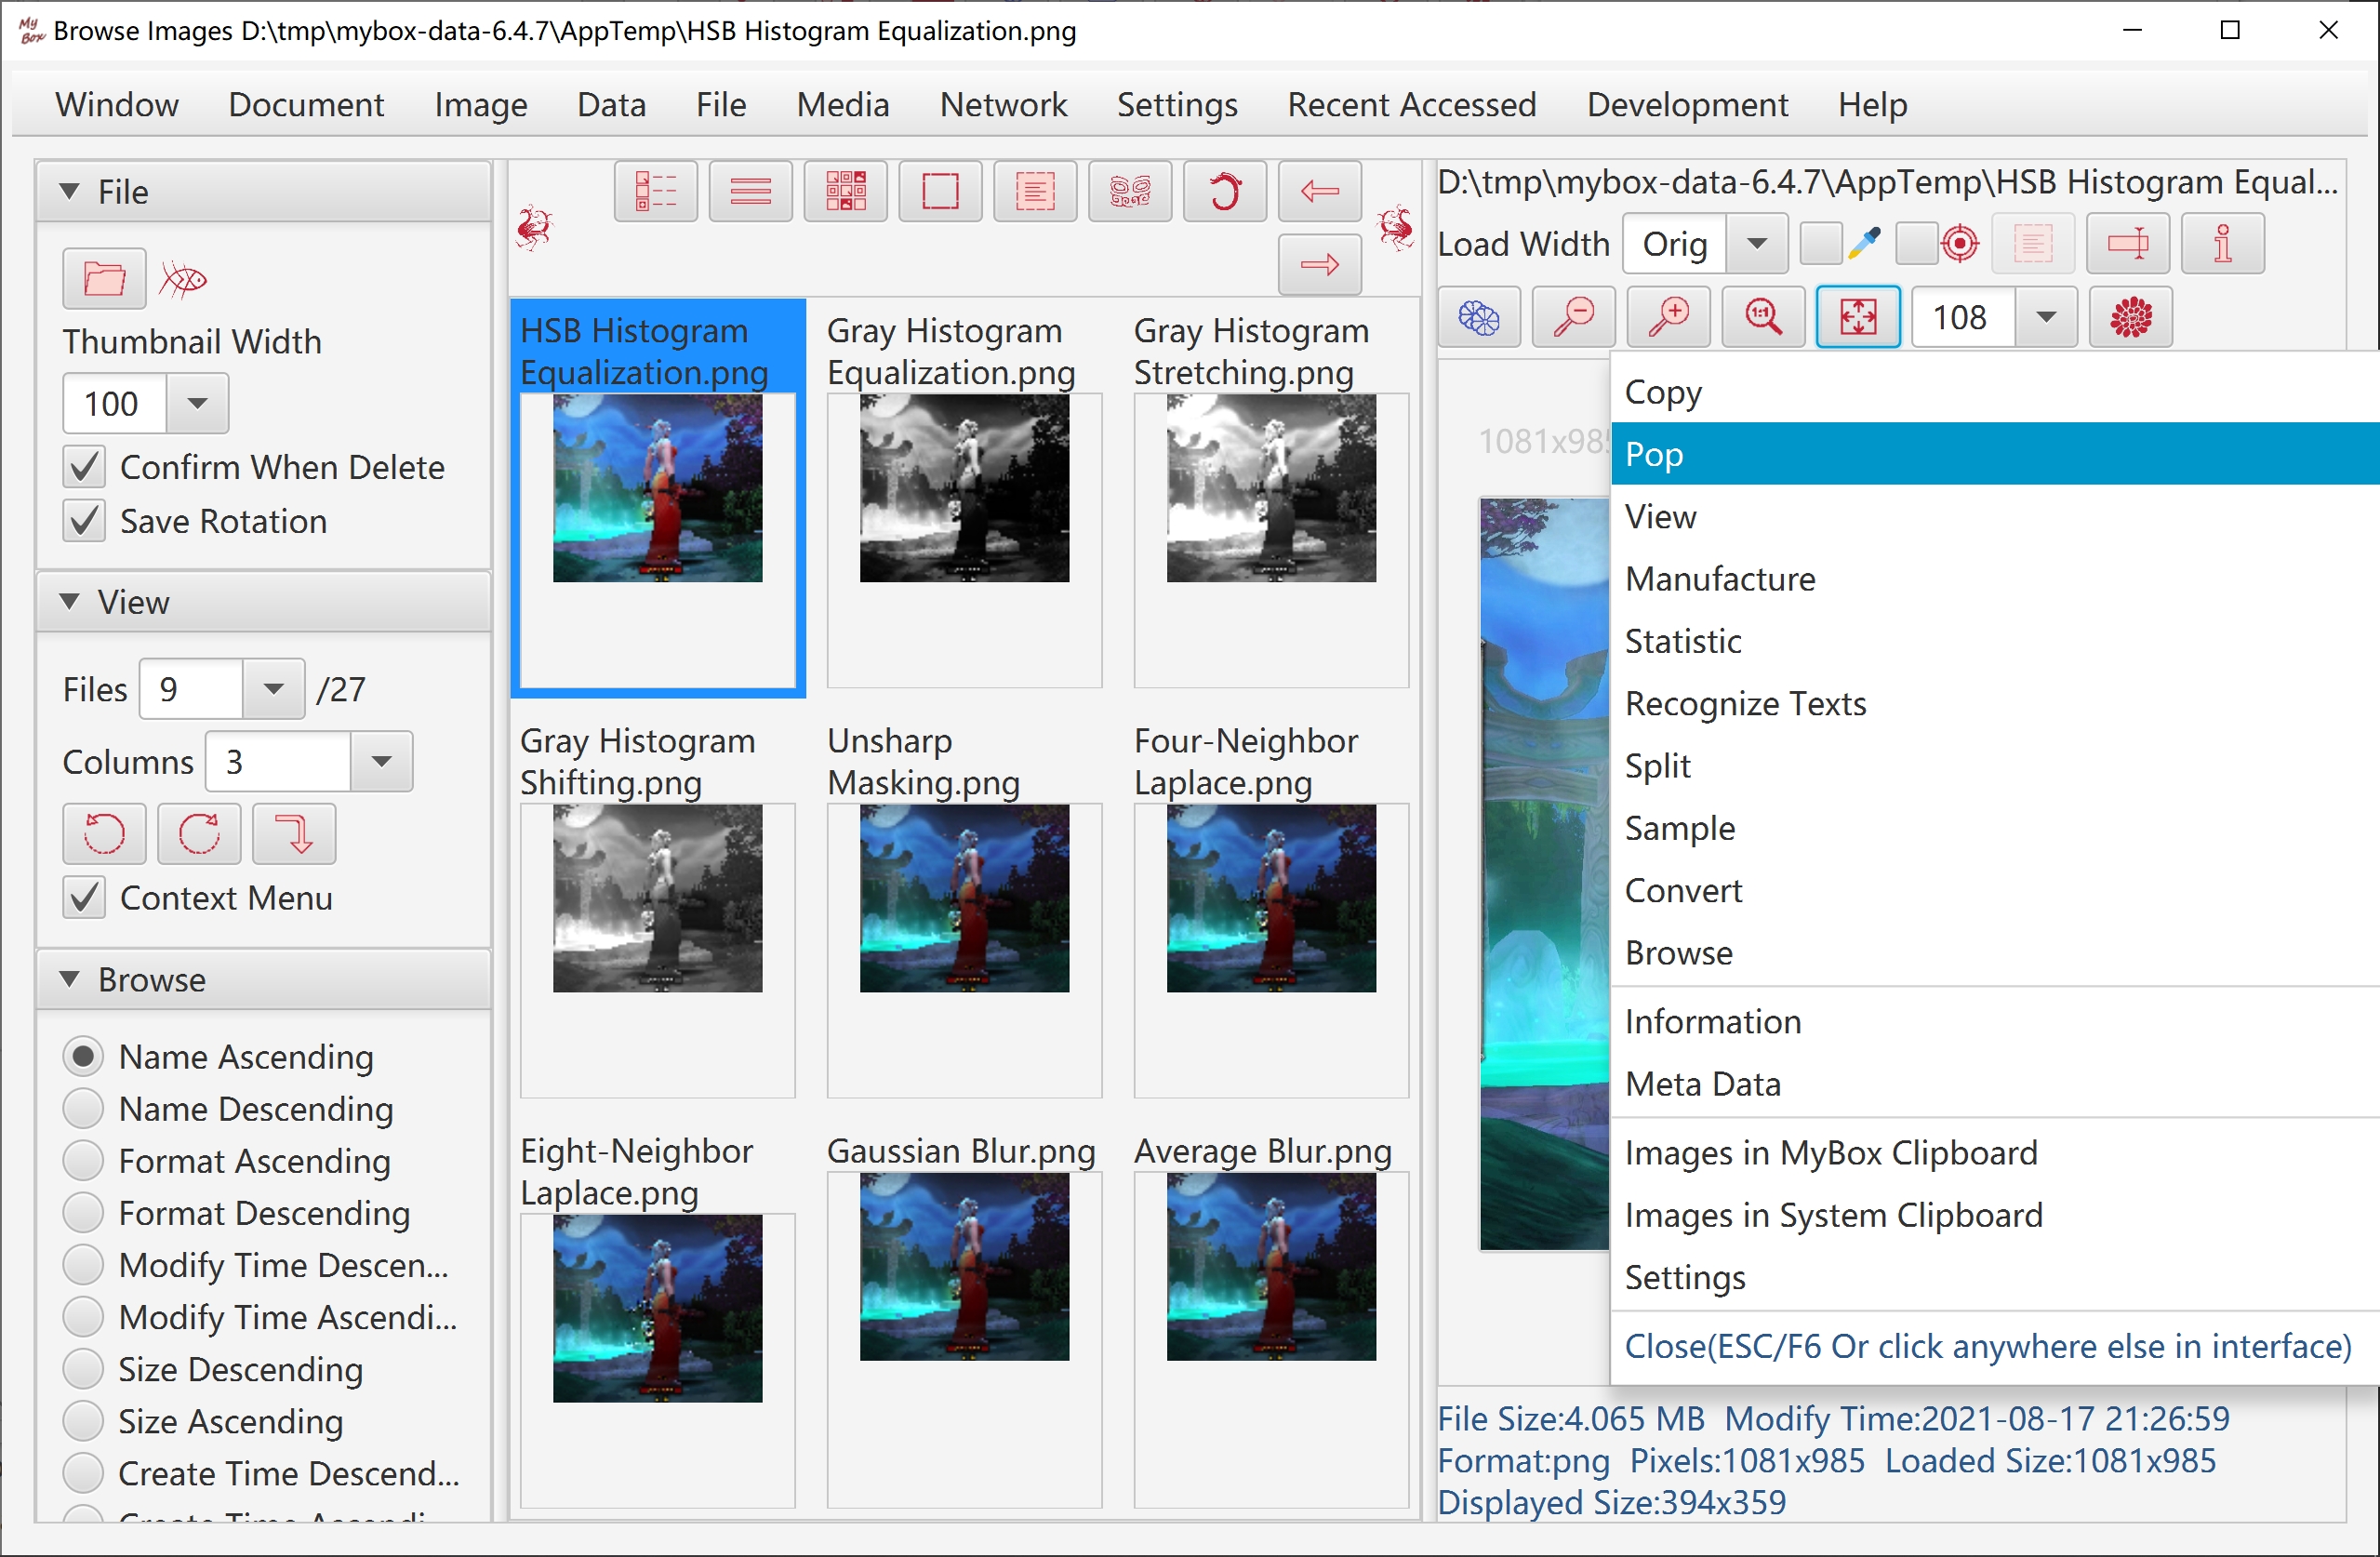 My
Box
Browse Images D:\tmp\mybox-data-6.4.7\AppTemp\HSB Histogram Equalization.png
Window Document Image Data File Media Network Settings Recent Accessed Development Help
File
Thumbnail Width
100
Confirm When Delete
Save Rotation
View
Files 9 /27
Columns 3
Context Menu
Browse
Name Ascending
Name Descending
Format Ascending
Format Descending
Modify Time Descen...
Modify Time Ascendi...
Size Descending
Size Ascending
Create Time Descend...
HSB Histogram
Equalization.png
Gray Histogram
Equalization.png
Gray Histogram
Stretching.png
Gray Histogram
Shifting.png
Unsharp
Masking.png
Four-Neighbor
Laplace.png
Eight-Neighbor
Laplace.png
Gaussian Blur.png
Average Blur.png
D:\tmp\mybox-data-6.4.7\AppTemp\HSB Histogram Equal...
Load Width Orig
1:1
108
1081x985
Copy
Pop
View
Manufacture
Statistic
Recognize Texts
Split
Sample
Convert
Browse
Information
Meta Data
Images in MyBox Clipboard
Images in System Clipboard
Settings
Close(ESC/F6 Or click anywhere else in interface)
File Size:4.065 MB Modify Time:2021-08-17 21:26:59
Format:png Pixels:1081x985 Loaded Size:1081x985
Displayed Size:394x359